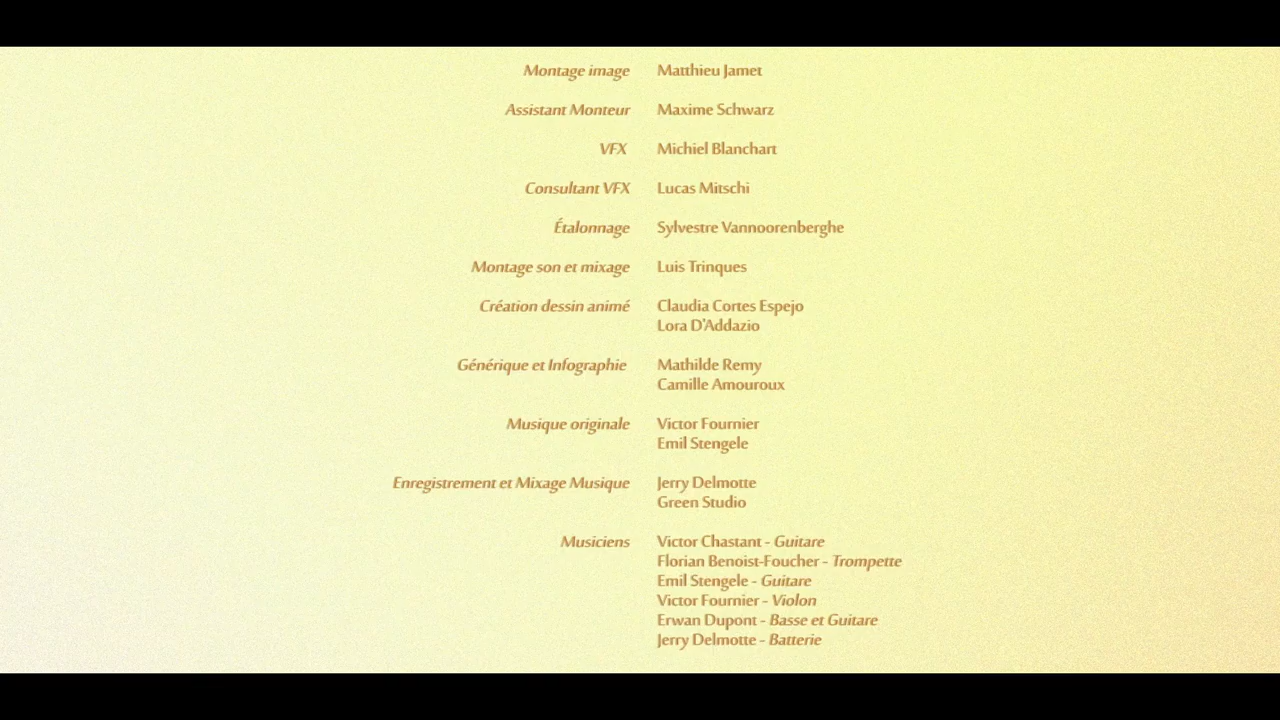 Montage image Matthieu Jamet
Assistant Monteur Maxime Schwarz
VFX Michiel Blanchart
Consultant VFX Lucas Mitschi
Étalonnage Sylvestre Vannoorenberghe
Montage son et mixage Luis Trinques
Création dessin animé Claudia Cortes Espejo
Lora D'Addazio
Générique et Infographie Mathilde Remy
Camille Amouroux
Musique originale Victor Fournier
Emil Stengele
Enregistrement et Mixage Musique Jerry Delmotte
Green Studio
Musiciens Victor Chastant - Guitare
Florian Benoist-Foucher - Trompette
Emil Stengele - Guitare
Victor Fournier - Violon
Erwan Dupont - Basse et Guitare
Jerry Delmotte - Batterie